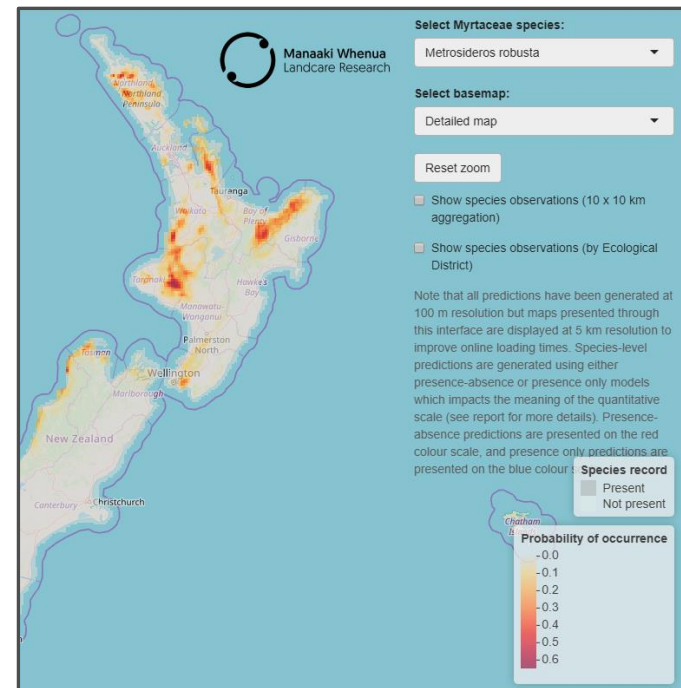 Select Myrtaceae species:
Metrosideros robusta
Select basemap:
Detailed map
Reset zoom
Show species observations (10 x 10 km
aggregation)
Show species observations (by Ecological
District)
Note that all predictions have been generated at
100 m resolution but maps presented through
this interface are displayed at 5 km resolution to
improve online loading times. Species-level
predictions are generated using either
presence-absence or presence only models
which impacts the meaning of the quantitative
scale (see report for more details). Presence-
absence predictions are presented on the red
colour scale, and presence only predictions are
presented on the blue colour
Manaaki Whenua
Landcare Research
Northland
Northland
Peninsula
Auckland
Tauranga
Waikato
Bay of
Plenty
Gisborne
Taranaki
Hawke's
Bay
Manawatu-
Wanganui
Palmerston
North
Tasman
Wellington
Marlborough
New Zealand
Canterbury
Christchurch
Chatham
Species record
Present
Not present
Probability of occurrence
0.0
0.1
0.2
0.3
0.4
0.5
0.6